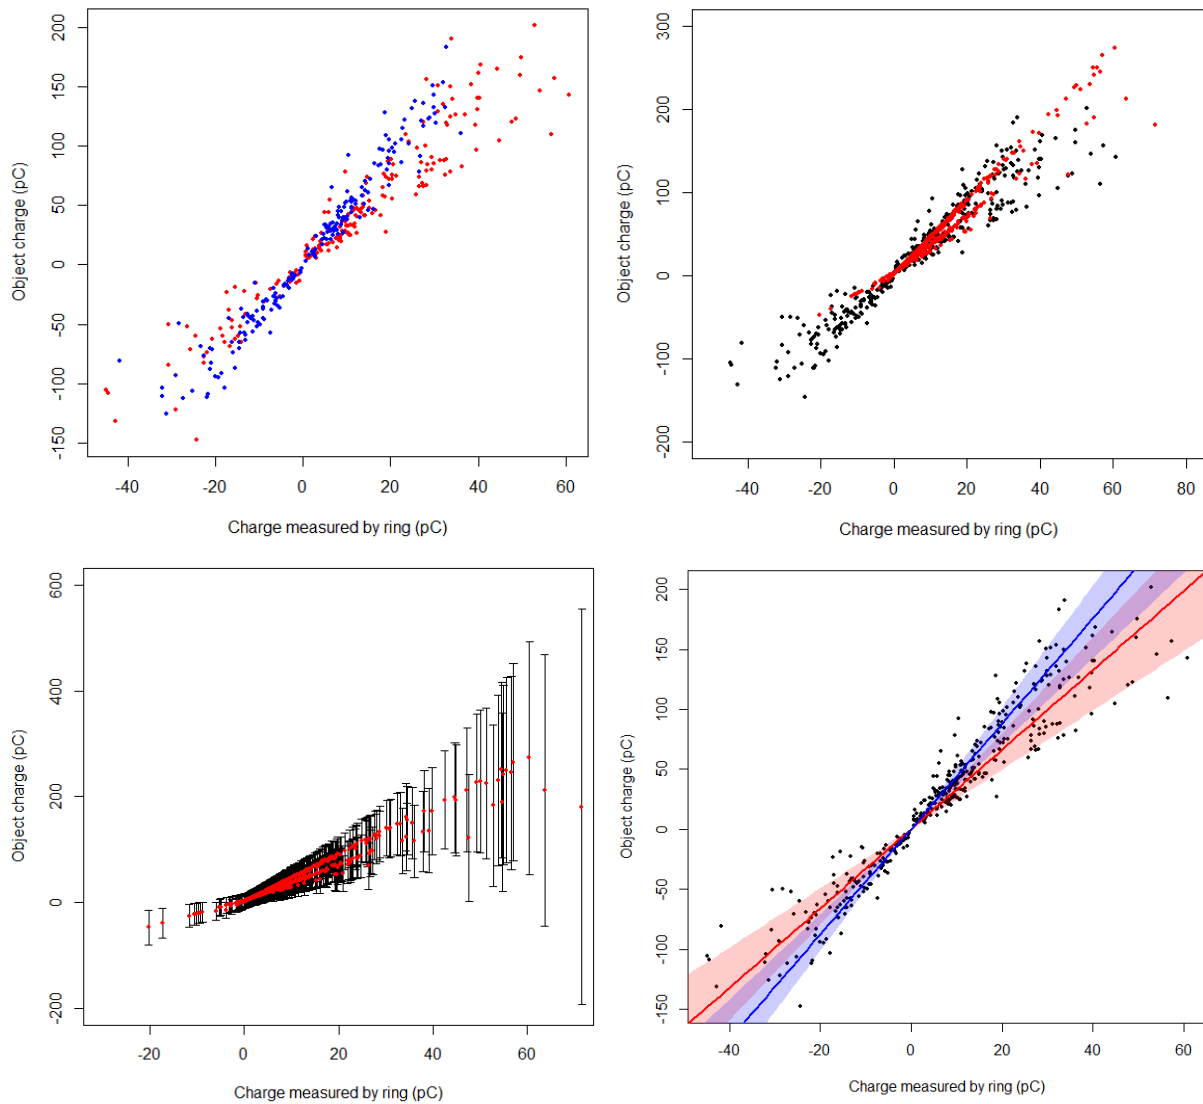 200
150
100
50
0
-50
-100
-150
Object charge (pC)
-40 -20 0 20 40 60
Charge measured by ring (pC)
300
200
100
0
-100
-200
Object charge (pC)
-40 -20 0 20 40 60 80
Charge measured by ring (pC)
600
400
200
0
-200
Object charge (pC)
-20 0 20 40 60
Charge measured by ring (pC)
200
150
100
50
0
-50
-100
-150
Object charge (pC)
-40 -20 0 20 40 60
Charge measured by ring (pC)